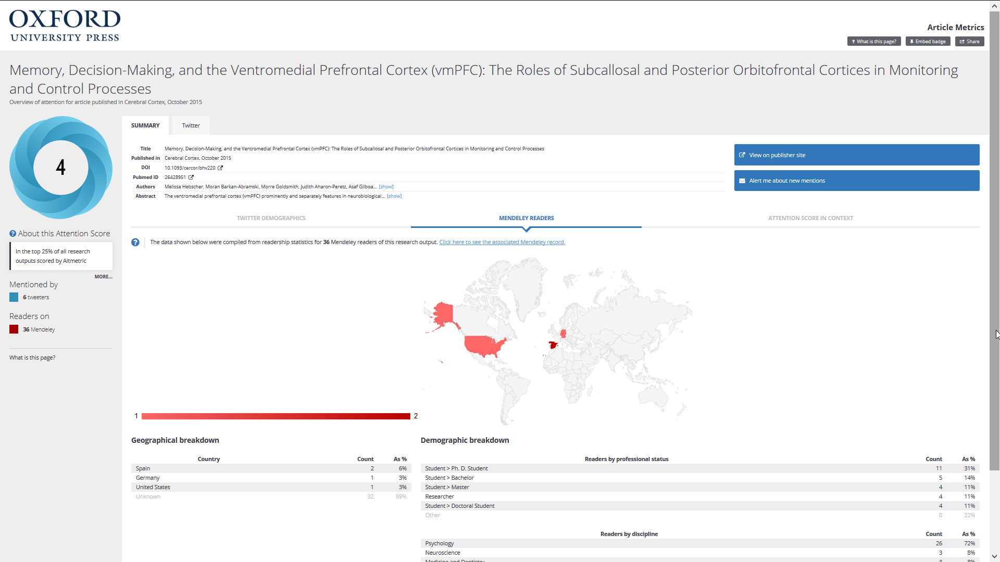 OXFORD
UNIVERSITY PRESS
Article Metrics
? What is this page?
Embed badge
Share
Memory, Decision-Making, and the Ventromedial Prefrontal Cortex (vmPFC): The Roles of Subcallosal and Posterior Orbitofrontal Cortices in Monitoring
and Control Processes
Overview of attention for article published in Cerebral Cortex, October 2015
SUMMARY
Twitter
4
Title Memory, Decision-Making, and the Ventromedial Prefrontal Cortex (vmPFC): The Roles of Subcallosal and Posterior Orbitofrontal Cortices in Monitoring and Control Processes
Published in Cerebral Cortex, October 2015
DOI 10.1093/cercor/bhv220
Pubmed ID 26428951
Authors Melissa Hebscher, Moran Barkan-Abramski, Morre Goldsmith, Judith Aharon-Peretz, Asaf Gilboa... [show]
Abstract The ventromedial prefrontal cortex (vmPFC) prominently and separately features in neurobiological... [show]
View on publisher site
Alert me about new mentions
? About this Attention Score
In the top 25% of all research
outputs scored by Altmetric
MORE...
Mentioned by
6 tweeters
Readers on
36 Mendeley
What is this page?
TWITTER DEMOGRAPHICS
MENDELEY READERS
ATTENTION SCORE IN CONTEXT
? The data shown below were compiled from readership statistics for 36 Mendeley readers of this research output. Click here to see the associated Mendeley record.
1 2
Geographical breakdown
Country Count As %
Spain 2 6%
Germany 1 3%
United States 1 3%
Unknown 32 89%
Demographic breakdown
Readers by professional status Count As %
Student > Ph. D. Student 11 31%
Student > Bachelor 5 14%
Student > Master 4 11%
Researcher 4 11%
Student > Doctoral Student 4 11%
Other 8 22%
Readers by discipline Count As %
Psychology 26 72%
Neuroscience 3 8%
Medicine and Dentistry 3 8%